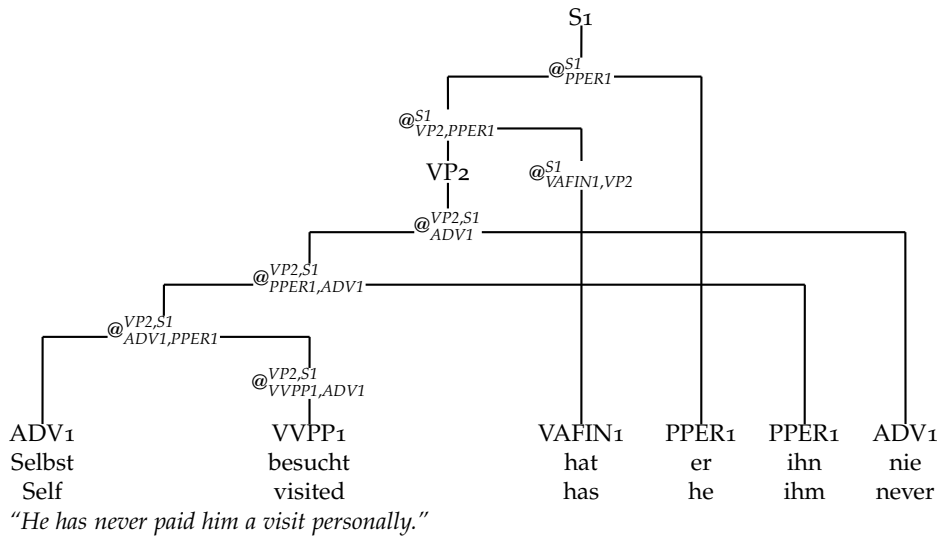 S1
@S1 PPER1
@S1 VP2,PPER1
VP2 @S1 VAFIN1,VP2
@VP2,S1 ADV1
@VP2,S1 PPER1,ADV1
@VP2,S1 ADV1,PPER1
@VP2,S1 VVPP1,ADV1
ADV1 VVPP1 VAFIN1 PPER1 PPER1 ADV1
Selbst besucht hat er ihn nie
Self visited has he ihm never
“He has never paid him a visit personally.”